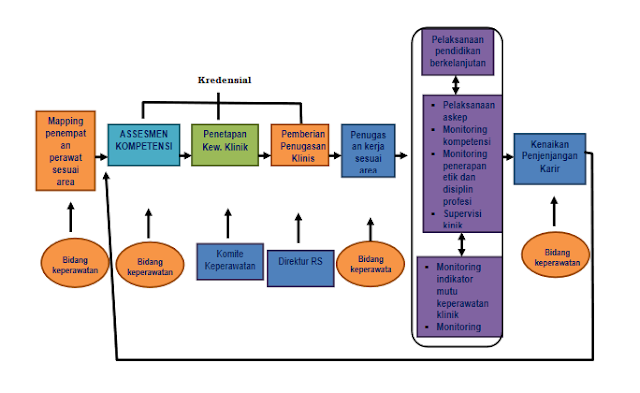 Kredensial
Mapping
penempat
an
perawat
sesuai
area
ASSESMEN
KOMPETENSI
Penetapan
Kew. Klinik
Pemberian
Penugasan
Klinis
Penugas
an kerja
sesuai
area
Pelaksanaan
pendidikan
berkelanjutan
▪ Pelaksanaan
askep
▪ Monitoring
kompetensi
▪ Monitoring
penerapan
etik dan
disiplin
profesi
▪ Supervisi
klinik
▪ Monitoring
indikator
mutu
keperawatan
klinik
▪ Monitoring
Kenaikan
Penjenjangan
Karir
Bidang
keperawatan
Bidang
keperawatan
Komite
Keperawatan
Direktur RS
Bidang
keperawata
Bidang
keperawatan